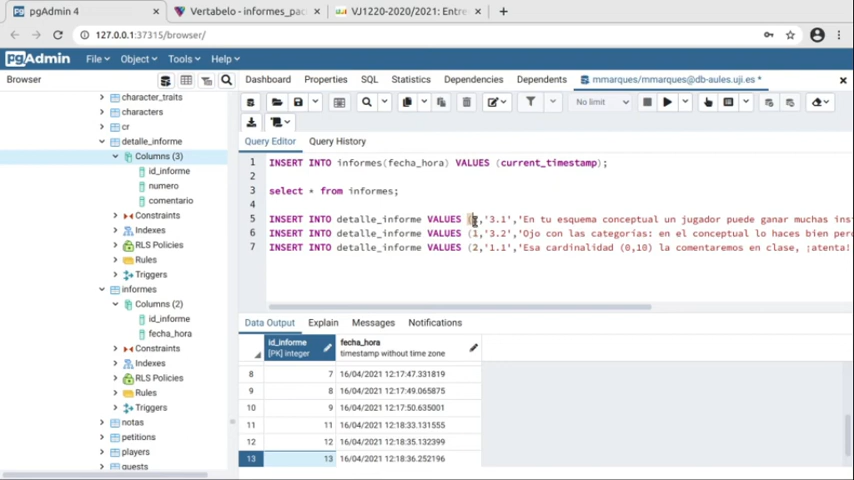 pgAdmin 4
Vertabelo - informes_pac
VJ1220-2020/2021: Entre
127.0.0.1:37315/browser/
pgAdmin File Object Tools Help
Browser
Dashboard Properties SQL Statistics Dependencies Dependents mmarques/mmarques@db-aules.uji.es *
No limit
character_traits
characters
cr
detalle_informe
Columns (3)
id_informe
numero
comentario
Constraints
Indexes
RLS Policies
Rules
Triggers
informes
Columns (2)
id_informe
fecha_hora
Constraints
Indexes
RLS Policies
Rules
Triggers
notas
petitions
players
quests
Query Editor Query History
1 INSERT INTO informes(fecha_hora) VALUES (current_timestamp);
2
3 select * from informes;
4
5 INSERT INTO detalle_informe VALUES ( ,'3.1','En tu esquema conceptual un jugador puede ganar muchas ins
6 INSERT INTO detalle_informe VALUES (1,'3.2','Ojo con las categorías: en el conceptual lo haces bien per
7 INSERT INTO detalle_informe VALUES (2,'1.1','Esa cardinalidad (0,10) la comentaremos en clase, ¡atenta!
Data Output Explain Messages Notifications
id_informe fecha_hora
[PK] integer timestamp without time zone
8 7 16/04/2021 12:17:47.331819
9 8 16/04/2021 12:17:49.065875
10 9 16/04/2021 12:17:50.635001
11 11 16/04/2021 12:18:33.131555
12 12 16/04/2021 12:18:35.132399
13 13 16/04/2021 12:18:36.252196